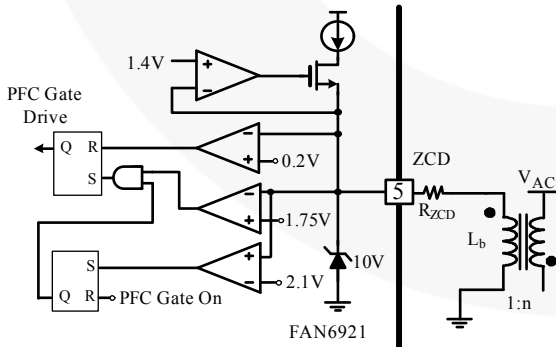 1.4V
+
−
PFC Gate
Drive
Q
R
S
−
+
0.2V
ZCD
5
R_ZCD
V_AC
−
+
1.75V
L_b
+
−
2.1V
10V
S
Q
R
PFC Gate On
1:n
FAN6921